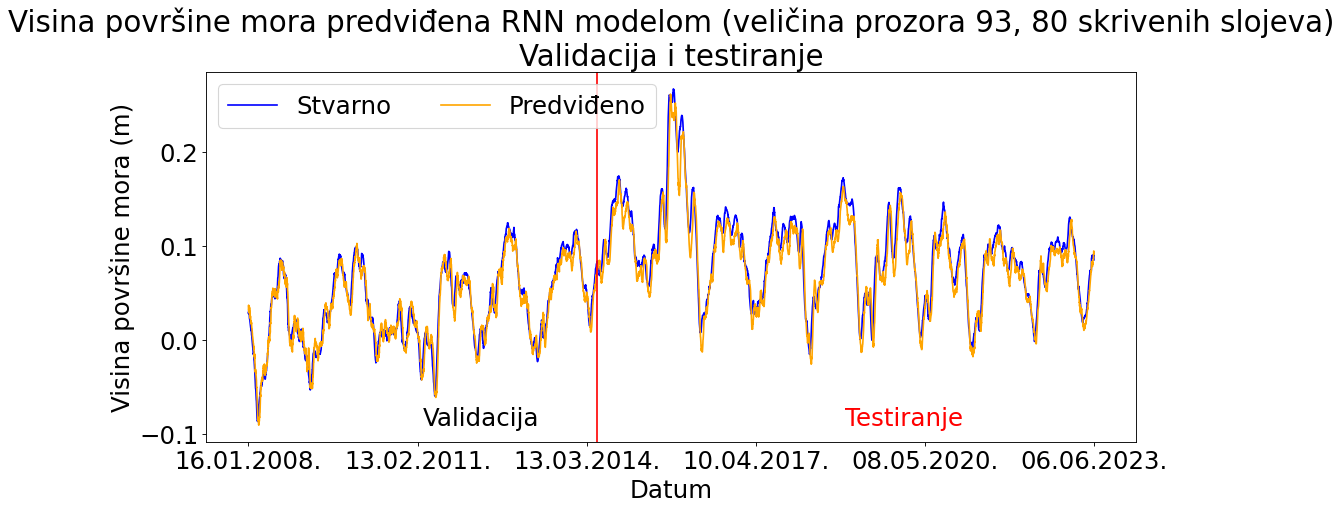 Visina površine mora predviđena RNN modelom (veličina prozora 93, 80 skrivenih slojeva)
Validacija i testiranje
Stvarno Predviđeno
Visina površine mora (m)
0.2
0.1
0.0
−0.1
Validacija
Testiranje
16.01.2008. 13.02.2011. 13.03.2014. 10.04.2017. 08.05.2020. 06.06.2023.
Datum